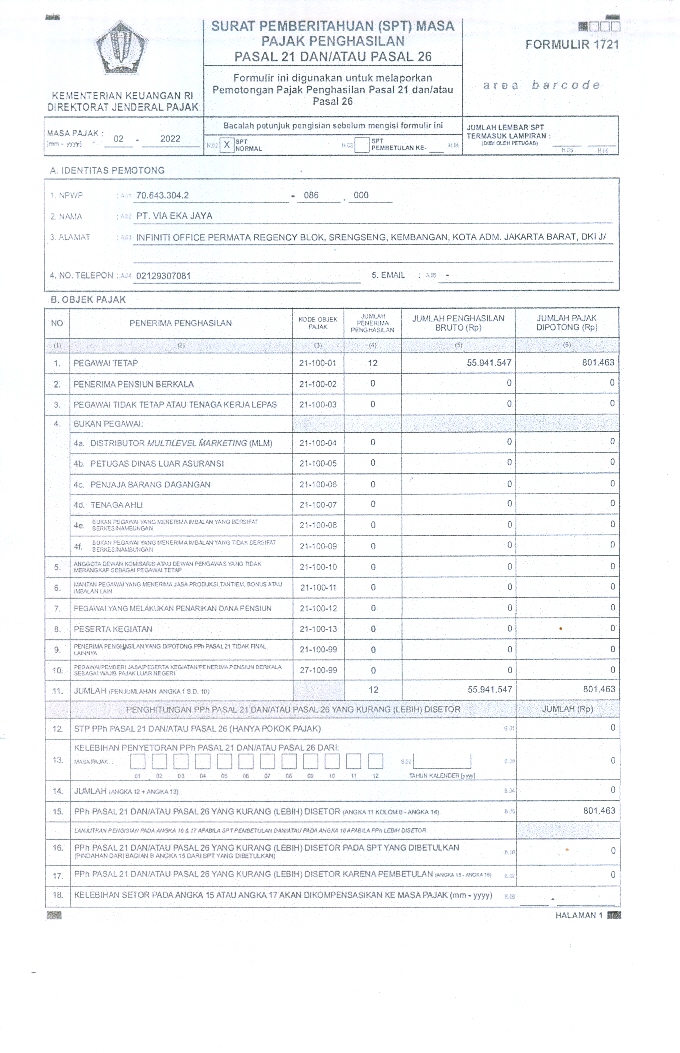 SURAT PEMBERITAHUAN (SPT) MASA
PAJAK PENGHASILAN
PASAL 21 DAN/ATAU PASAL 26
FORMULIR 1721
KEMENTERIAN KEUANGAN RI
DIREKTORAT JENDERAL PAJAK
Formulir ini digunakan untuk melaporkan
Pemotongan Pajak Penghasilan Pasal 21 dan/atau
Pasal 26
area barcode
MASA PAJAK :
[mm - yyyy] 02 - 2022
Bacalah petunjuk pengisian sebelum mengisi formulir ini
H.02 X SPT NORMAL
H.03 SPT PEMBETULAN KE- H.04
JUMLAH LEMBAR SPT
TERMASUK LAMPIRAN :
(DIISI OLEH PETUGAS)
H.05 H.05
A. IDENTITAS PEMOTONG
1. NPWP : A.01 70.643.304.2 - 086 . 000
2. NAMA : A.02 PT. VIA EKA JAYA
3. ALAMAT : A.03 INFINITI OFFICE PERMATA REGENCY BLOK, SRENGSENG, KEMBANGAN, KOTA ADM. JAKARTA BARAT, DKI JA
4. NO. TELEPON : A.04 02129307081 5. EMAIL : A.05 -
B. OBJEK PAJAK
NO PENERIMA PENGHASILAN KODE OBJEK PAJAK JUMLAH PENERIMA PENGHASILAN JUMLAH PENGHASILAN BRUTO (Rp) JUMLAH PAJAK DIPOTONG (Rp)
(1) (2) (3) (4) (5) (6)
1. PEGAWAI TETAP 21-100-01 12 55.941.547 801.463
2. PENERIMA PENSIUN BERKALA 21-100-02 0 0 0
3. PEGAWAI TIDAK TETAP ATAU TENAGA KERJA LEPAS 21-100-03 0 0 0
4. BUKAN PEGAWAI:
4a. DISTRIBUTOR MULTILEVEL MARKETING (MLM) 21-100-04 0 0 0
4b. PETUGAS DINAS LUAR ASURANSI 21-100-05 0 0 0
4c. PENJAJA BARANG DAGANGAN 21-100-06 0 0 0
4d. TENAGA AHLI 21-100-07 0 0 0
4e. BUKAN PEGAWAI YANG MENERIMA IMBALAN YANG BERSIFAT BERKESINAMBUNGAN 21-100-08 0 0 0
4f. BUKAN PEGAWAI YANG MENERIMA IMBALAN YANG TIDAK BERSIFAT BERKESINAMBUNGAN 21-100-09 0 0 0
5. ANGGOTA DEWAN KOMISARIS ATAU DEWAN PENGAWAS YANG TIDAK MERANGKAP SEBAGAI PEGAWAI TETAP 21-100-10 0 0 0
6. MANTAN PEGAWAI YANG MENERIMA JASA PRODUKSI TANTIEM, BONUS ATAU IMBALAN LAIN 21-100-11 0 0 0
7. PEGAWAI YANG MELAKUKAN PENARIKAN DANA PENSIUN 21-100-12 0 0 0
8. PESERTA KEGIATAN 21-100-13 0 0 0
9. PENERIMA PENGHASILAN YANG DIPOTONG PPh PASAL 21 TIDAK FINAL LAINNYA 21-100-99 0 0 0
10. PEGAWAI/PEMBERI JASA/PESERTA KEGIATAN/PENERIMA PENSIUN BERKALA SEBAGAI WAJIB PAJAK LUAR NEGERI 27-100-99 0 0 0
11. JUMLAH (PENJUMLAHAN ANGKA 1 S.D. 10) 12 55.941.547 801.463
PENGHITUNGAN PPh PASAL 21 DAN/ATAU PASAL 26 YANG KURANG (LEBIH) DISETOR JUMLAH (Rp)
12. STP PPh PASAL 21 DAN/ATAU PASAL 26 (HANYA POKOK PAJAK) B.01 0
13. KELEBIHAN PENYETORAN PPh PASAL 21 DAN/ATAU PASAL 26 DARI:
MASA PAJAK : B.02 0
01 02 03 04 05 06 07 08 09 10 11 12 TAHUN KALENDER [yyyy]
14. JUMLAH (ANGKA 12 + ANGKA 13) B.04 0
15. PPh PASAL 21 DAN/ATAU PASAL 26 YANG KURANG (LEBIH) DISETOR (ANGKA 11 KOLOM 6 - ANGKA 14) B.05 801.463
LANJUTKAN PENGISIAN PADA ANGKA 16 & 17 APABILA SPT PEMBETULAN DAN/ATAU PADA ANGKA 18 APABILA PPh LEBIH DISETOR
16. PPh PASAL 21 DAN/ATAU PASAL 26 YANG KURANG (LEBIH) DISETOR PADA SPT YANG DIBETULKAN 0
(PINDAHAN DARI BAGIAN B ANGKA 15 DARI SPT YANG DIBETULKAN)
17. PPh PASAL 21 DAN/ATAU PASAL 26 YANG KURANG (LEBIH) DISETOR KARENA PEMBETULAN (ANGKA 15 - ANGKA 16) 0
18. KELEBIHAN SETOR PADA ANGKA 15 ATAU ANGKA 17 AKAN DIKOMPENSASIKAN KE MASA PAJAK (mm - yyyy) -
HALAMAN 1